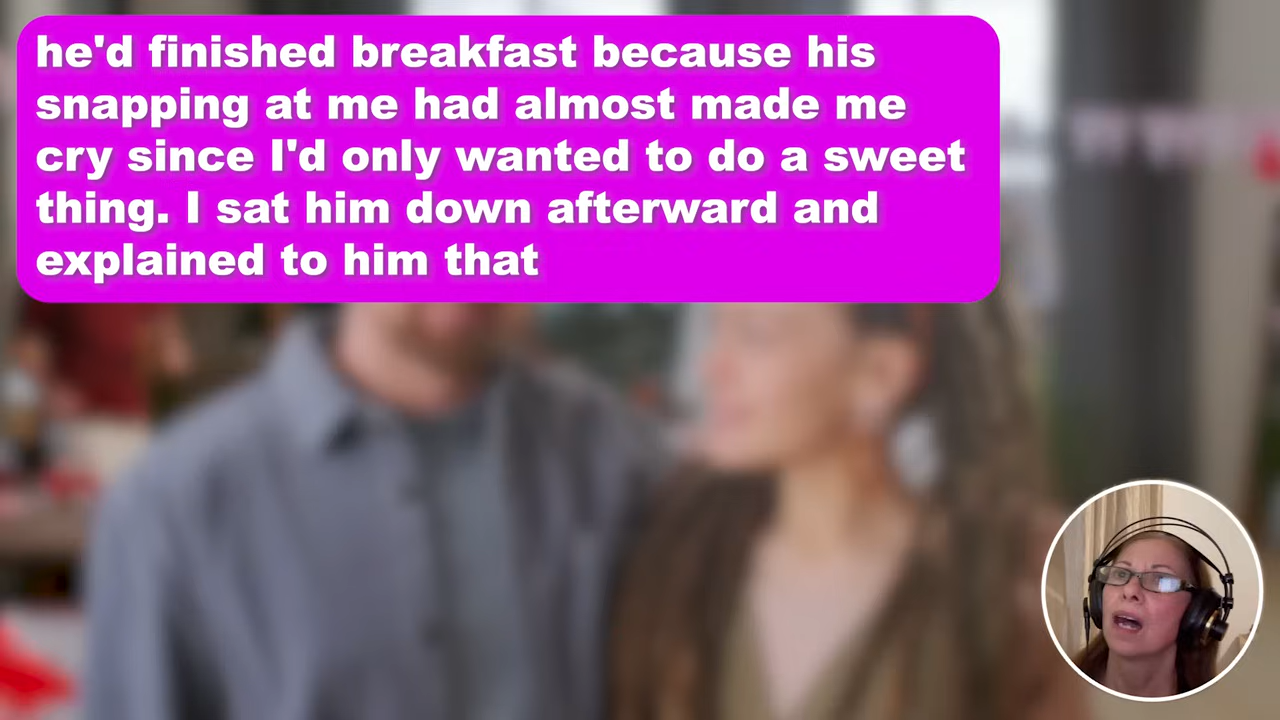 he'd finished breakfast because his
snapping at me had almost made me
cry since I'd only wanted to do a sweet
thing. I sat him down afterward and
explained to him that